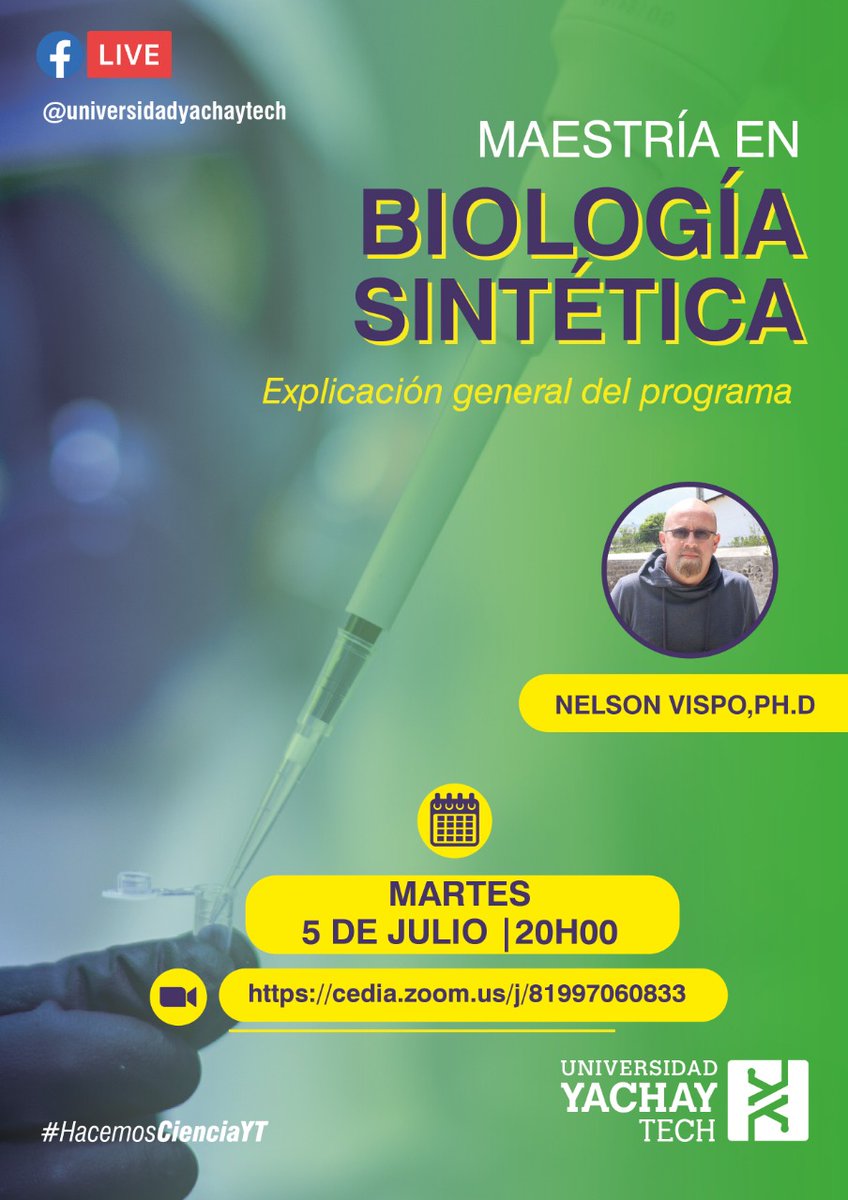 LIVE
@universidadyachaytech
MAESTRÍA EN
BIOLOGÍA
SINTÉTICA
Explicación general del programa
NELSON VISPO,PH.D
MARTES
5 DE JULIO |20H00
https://cedia.zoom.us/j/81997060833
UNIVERSIDAD
YACHAY
TECH
#HacemosCienciaYT